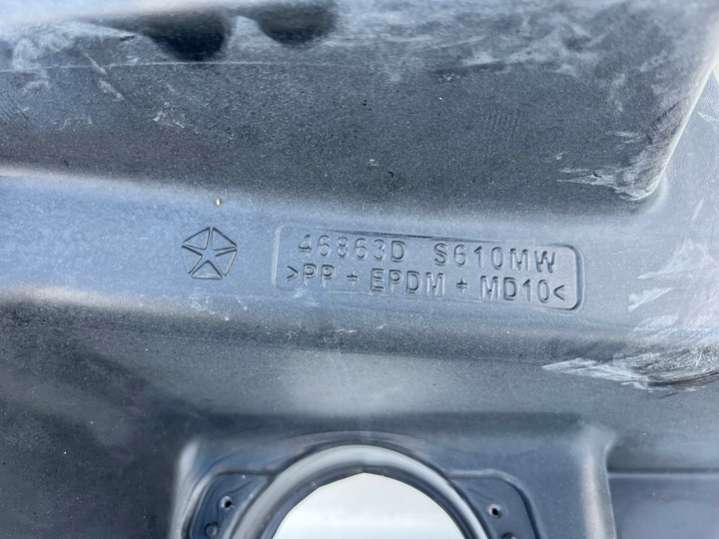 46863D S610MW
>PP + EPDM + MD10<